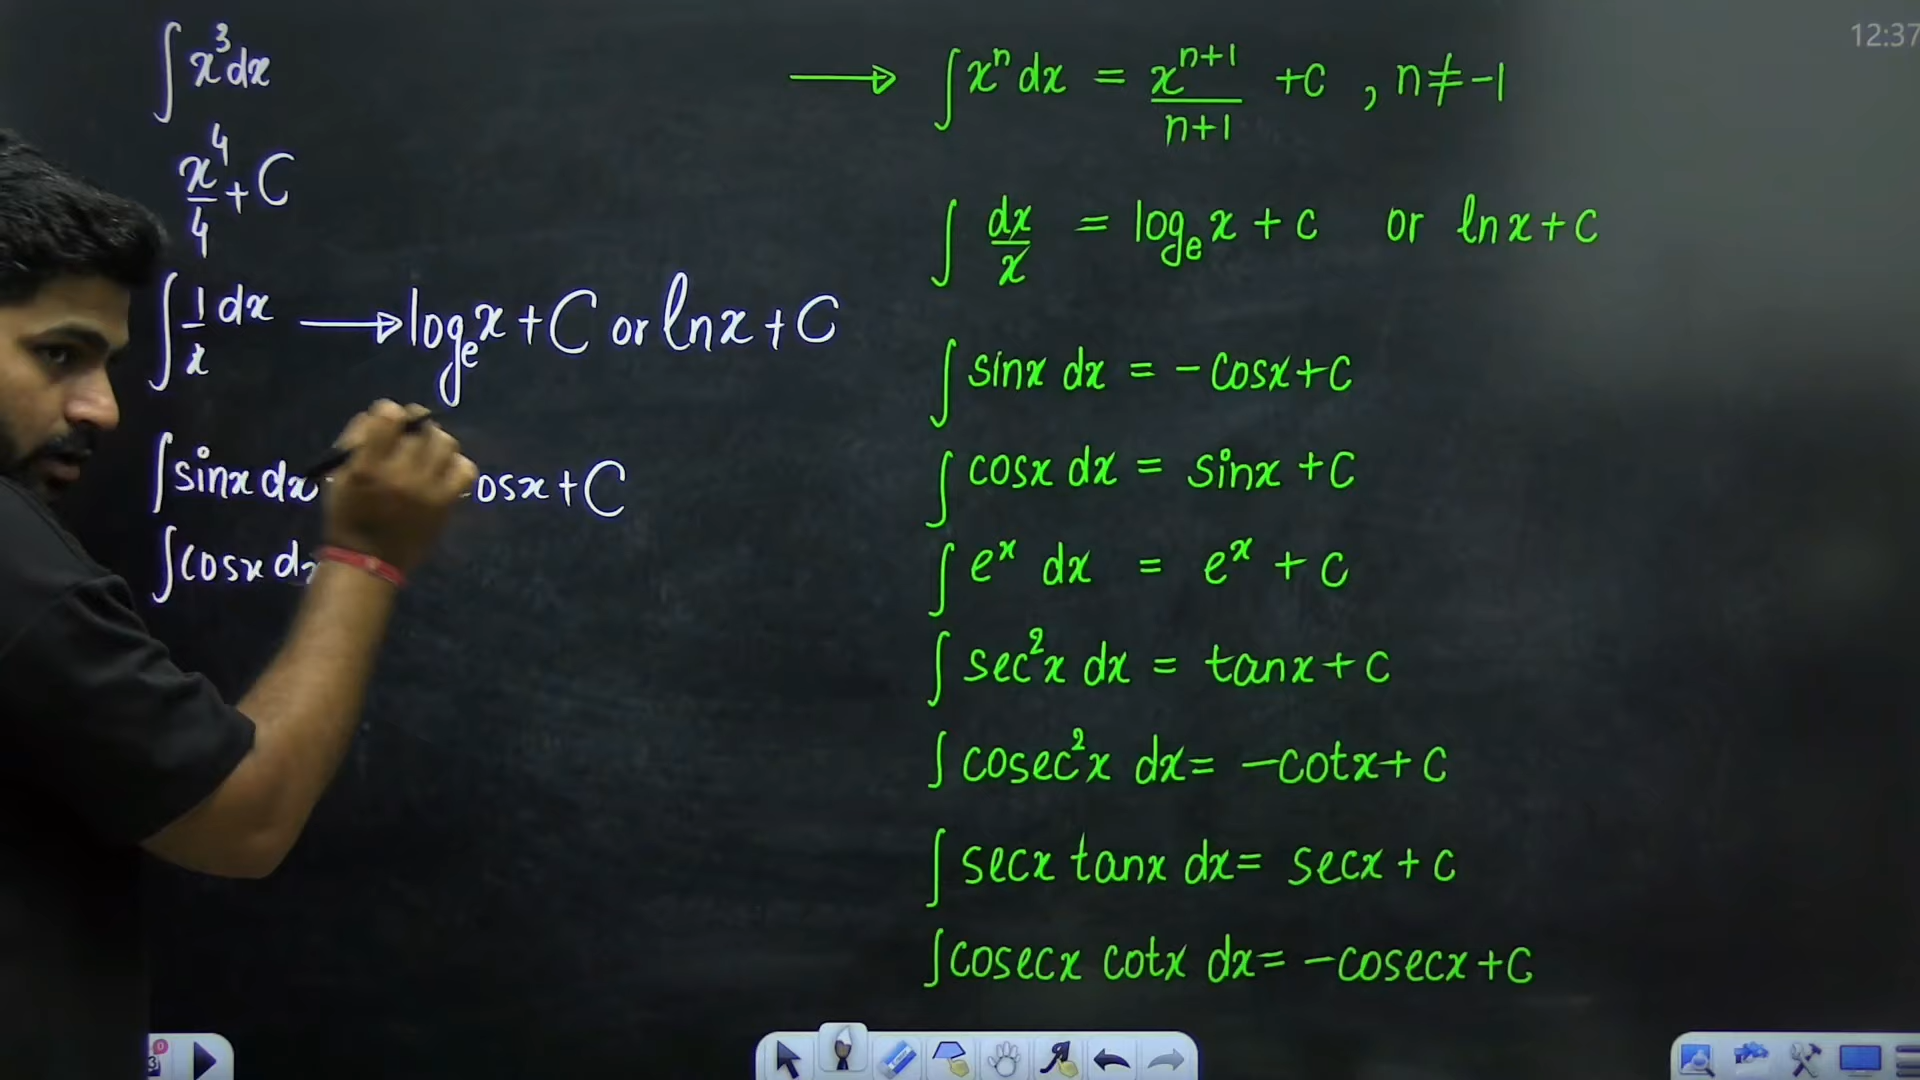 ∫x³dx
x⁴/4 + C
∫1/x dx → logₑx + C or lnx + C
∫sinx dx osx + C
∫cosx d
→ ∫xⁿ dx = xⁿ⁺¹/n+1 + C , n ≠ -1
∫ dx/x = logₑ x + C or lnx + C
∫ sinx dx = - cosx + C
∫ cosx dx = sinx + C
∫ eˣ dx = eˣ + C
∫ sec²x dx = tanx + C
∫ cosec²x dx = -cotx + C
∫ secx tanx dx = secx + C
∫ cosecx cotx dx = -cosecx + C
12:37